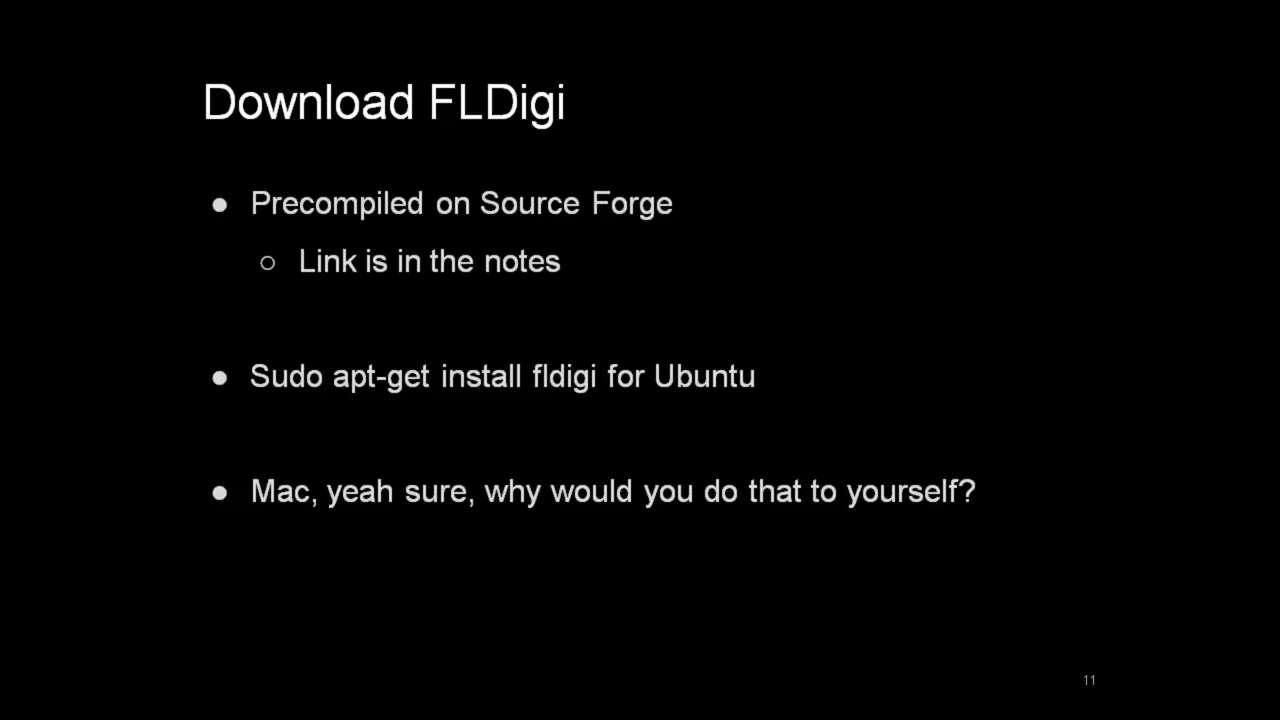 Download FLDigi
● Precompiled on Source Forge
○ Link is in the notes
● Sudo apt-get install fldigi for Ubuntu
● Mac, yeah sure, why would you do that to yourself?
11